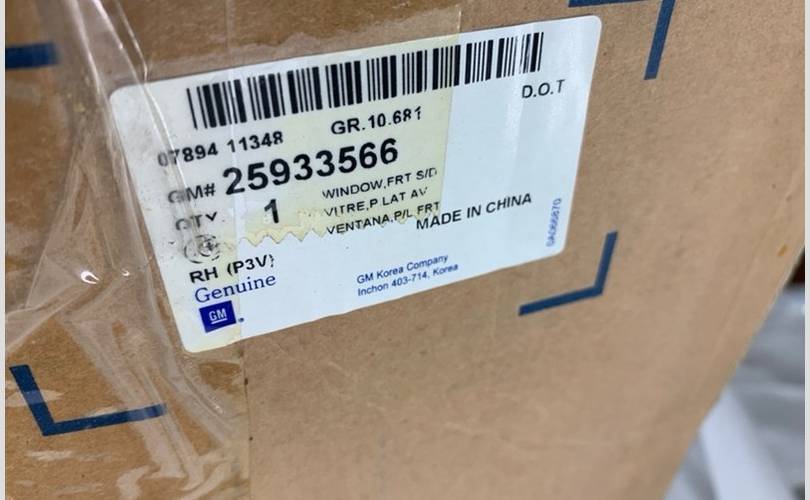 D.O.T
07894 11348 GR.10.681
GM# 25933566
QTY. 1 WINDOW,FRT S/D
VITRE,P LAT AV
VENTANA,P/L FRT
MADE IN CHINA
RH (P3V)
Genuine
GM
GM Korea Company
Inchon 403-714, Korea